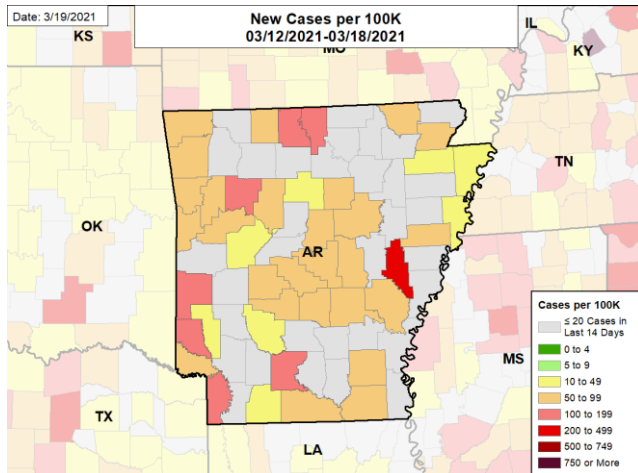 Date: 3/19/2021
New Cases per 100K
03/12/2021-03/18/2021
KS
MO
IL
KY
TN
OK
AR
MS
TX
LA
Cases per 100K
≤ 20 Cases in
Last 14 Days
0 to 4
5 to 9
10 to 49
50 to 99
100 to 199
200 to 499
500 to 749
750 or More